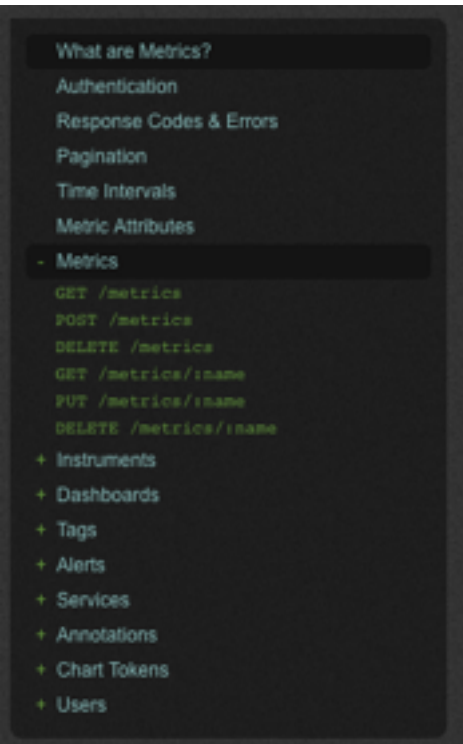 What are Metrics?
Authentication
Response Codes & Errors
Pagination
Time Intervals
Metric Attributes
- Metrics
GET /metrics
POST /metrics
DELETE /metrics
GET /metrics/:name
PUT /metrics/:name
DELETE /metrics/:name
+ Instruments
+ Dashboards
+ Tags
+ Alerts
+ Services
+ Annotations
+ Chart Tokens
+ Users